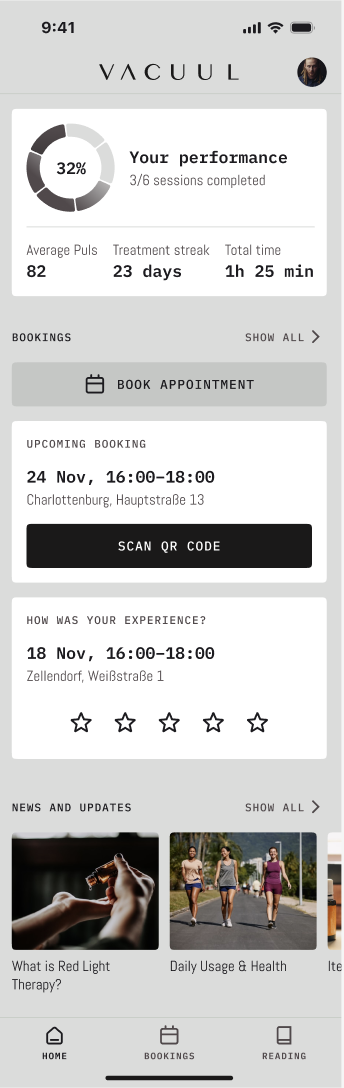 9:41
VACUUL
32%
Your performance
3/6 sessions completed
Average Puls
Treatment streak
Total time
82
23 days
1h 25 min
BOOKINGS
SHOW ALL
BOOK APPOINTMENT
UPCOMING BOOKING
24 Nov, 16:00–18:00
Charlottenburg, Hauptstraße 13
SCAN QR CODE
HOW WAS YOUR EXPERIENCE?
18 Nov, 16:00–18:00
Zellendorf, Weißstraße 1
NEWS AND UPDATES
SHOW ALL
What is Red Light
Therapy?
Daily Usage & Health
Ite
HOME
BOOKINGS
READING